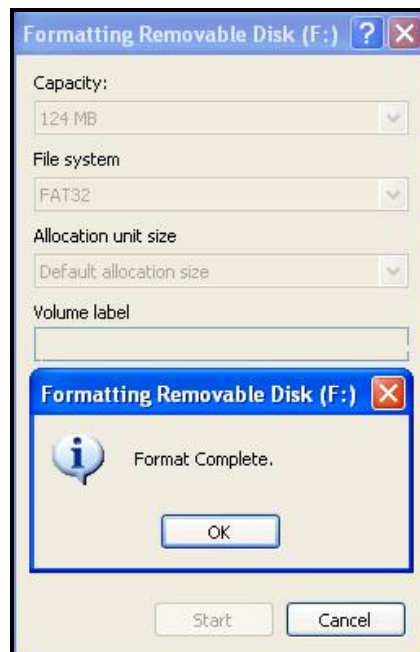 Formatting Removable Disk (F:)
Capacity:
124 MB
File system
FAT32
Allocation unit size
Default allocation size
Volume label
Formatting Removable Disk (F:)
Format Complete.
OK
Start Cancel